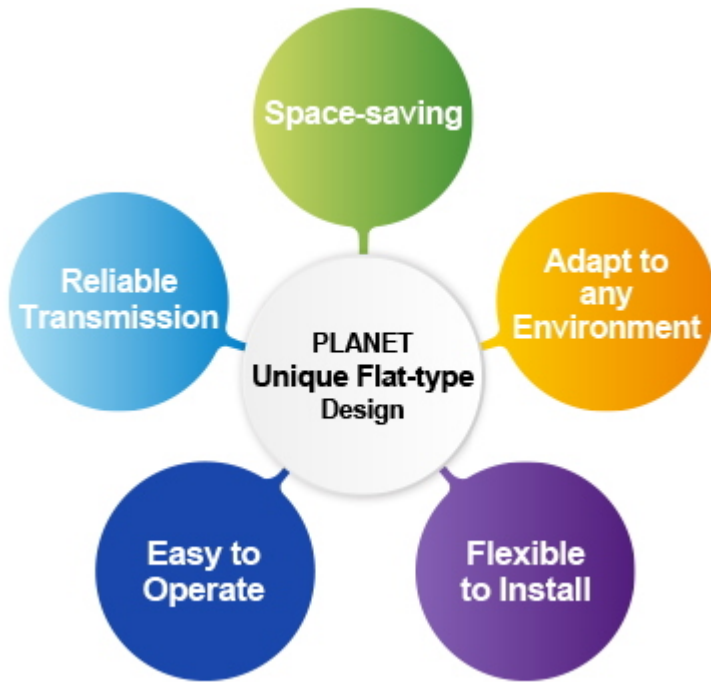 Space-saving
Reliable
Transmission
Adapt to
any
Environment
PLANET
Unique Flat-type
Design
Easy to
Operate
Flexible
to Install